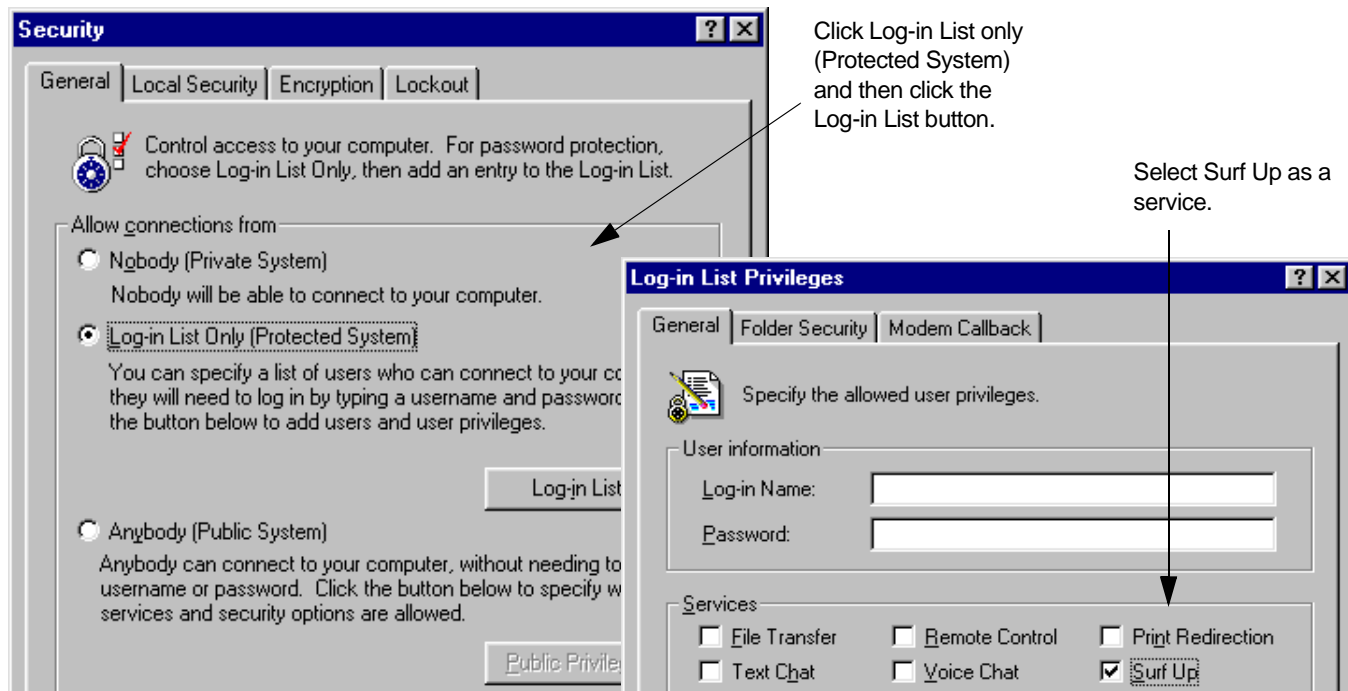 Security
General
Local Security
Encryption
Lockout
Control access to your computer. For password protection,
choose Log-in List Only, then add an entry to the Log-in List.
Allow connections from
Nobody (Private System)
Nobody will be able to connect to your computer.
Log-in List Only (Protected System)
You can specify a list of users who can connect to your
they will need to log in by typing a username and password
the button below to add users and user privileges.
Log-in List
Anybody (Public System)
Anybody can connect to your computer, without needing to
username or password. Click the button below to specify
services and security options are allowed.
Public
Click Log-in List only
(Protected System)
and then click the
Log-in List button.
Select Surf Up as a
service.
Log-in List Privileges
General
Folder Security
Modem Callback
Specify the allowed user privileges.
User information
Log-in Name:
Password:
Services
File Transfer
Remote Control
Print Redirection
Text Chat
Voice Chat
Surf Up